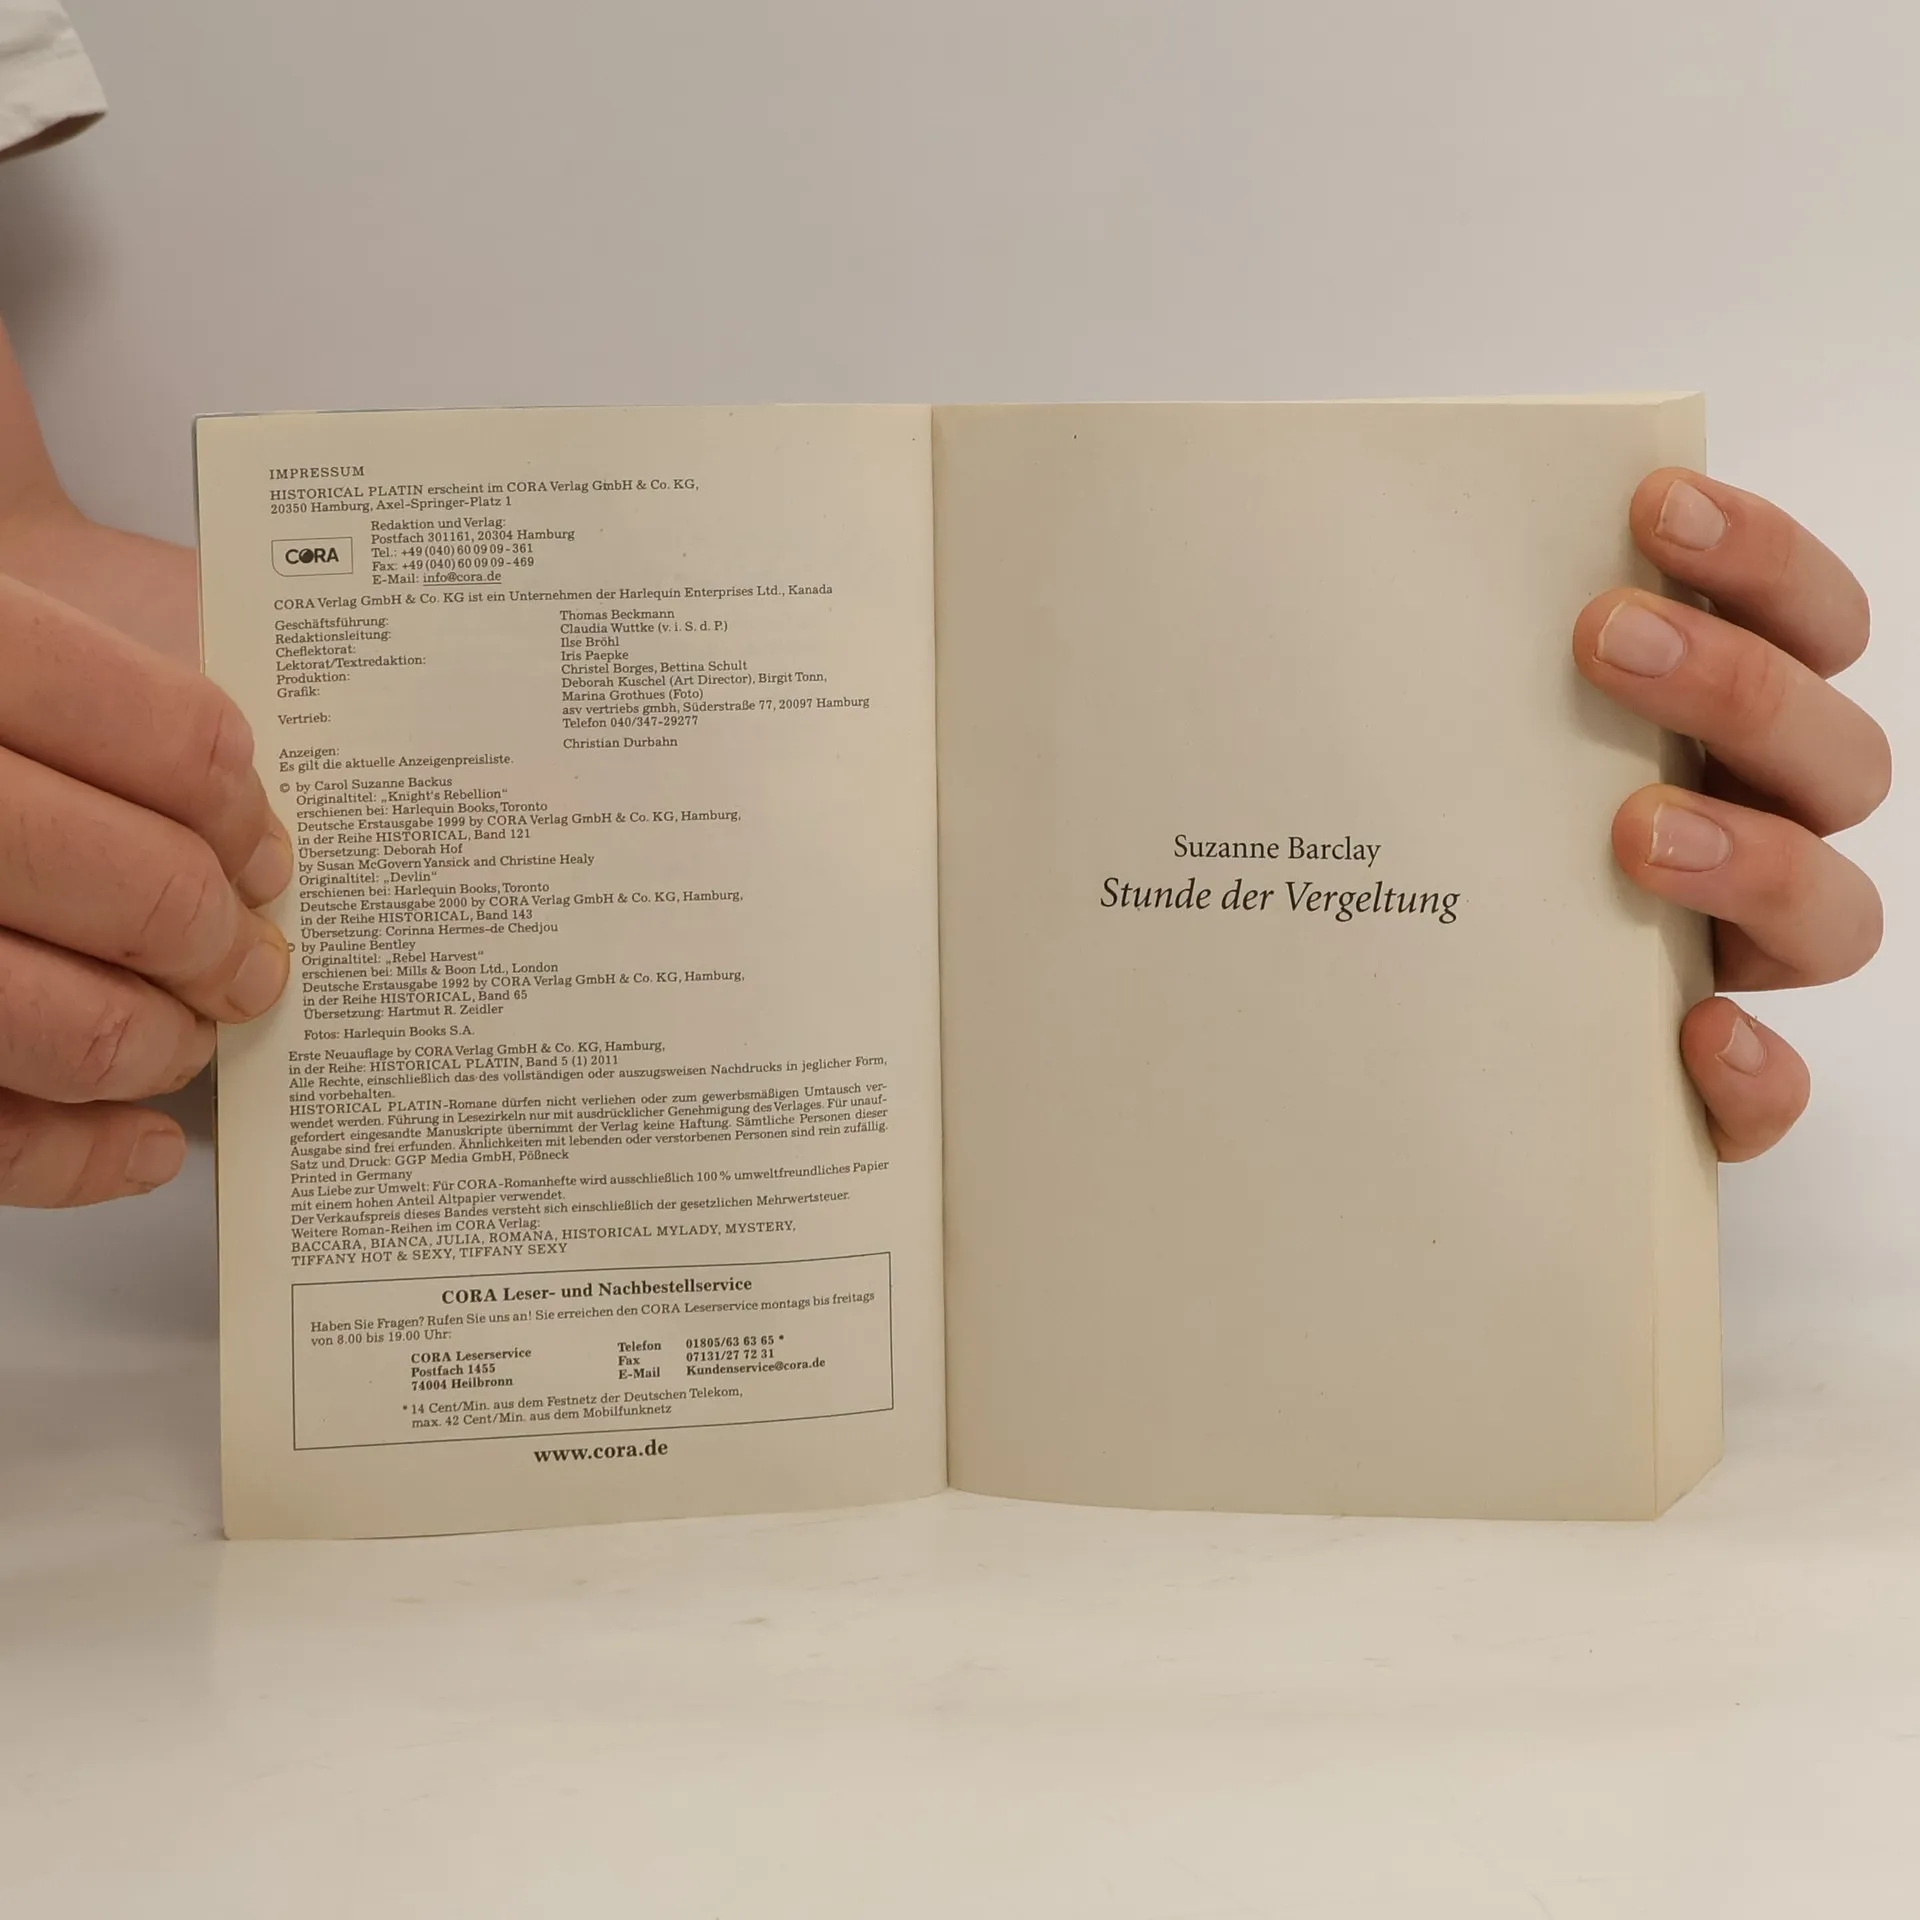 IMPRESSUM
HISTORICAL PLATIN erscheint im CORA Verlag GmbH & Co. KG,
20350 Hamburg, Axel-Springer-Platz 1
CORA
Redaktion und Verlag:
Postfach 301161, 20304 Hamburg
Tel.: +49 (040) 60 09 09 - 361
Fax: +49 (040) 60 09 09 - 469
E-Mail: info@cora.de
CORA Verlag GmbH & Co. KG ist ein Unternehmen der Harlequin Enterprises Ltd., Kanada
Geschäftsführung: Thomas Beckmann
Redaktionsleitung: Claudia Wuttke (v. i. S. d. P.)
Cheflektorat: Ilse Bröhl
Lektorat/Textredaktion: Iris Paepke
Produktion: Christel Borges, Bettina Schult
Grafik: Deborah Kuschel (Art Director), Birgit Tonn,
Marina Grothues (Foto)
Vertrieb: asv vertriebs gmbh, Süderstraße 77, 20097 Hamburg
Telefon 040/347-29277
Anzeigen: Christian Durbahn
Es gilt die aktuelle Anzeigenpreisliste.
© by Carol Suzanne Backus
Originaltitel: „Knight's Rebellion“
erschienen bei: Harlequin Books, Toronto
Deutsche Erstausgabe 1999 by CORA Verlag GmbH & Co. KG, Hamburg,
in der Reihe HISTORICAL, Band 121
Übersetzung: Deborah Hof
by Susan McGovern Yansick and Christine Healy
Originaltitel: „Devlin“
erschienen bei: Harlequin Books, Toronto
Deutsche Erstausgabe 2000 by CORA Verlag GmbH & Co. KG, Hamburg,
in der Reihe HISTORICAL, Band 143
Übersetzung: Corinna Hermes-de Chedjou
© by Pauline Bentley
Originaltitel: „Rebel Harvest“
erschienen bei: Mills & Boon Ltd., London
Deutsche Erstausgabe 1992 by CORA Verlag GmbH & Co. KG, Hamburg,
in der Reihe HISTORICAL, Band 65
Übersetzung: Hartmut R. Zeidler
Fotos: Harlequin Books S.A.
Erste Neuauflage by CORA Verlag GmbH & Co. KG, Hamburg,
in der Reihe: HISTORICAL PLATIN, Band 5 (1) 2011
Alle Rechte, einschließlich das des vollständigen oder auszugsweisen Nachdrucks in jeglicher Form,
sind vorbehalten.
HISTORICAL PLATIN-Romane dürfen nicht verliehen oder zum gewerbsmäßigen Umtausch ver-
wendet werden. Führung in Lesezirkeln nur mit ausdrücklicher Genehmigung des Verlages. Für unauf-
gefordert eingesandte Manuskripte übernimmt der Verlag keine Haftung. Sämtliche Personen dieser
Ausgabe sind frei erfunden. Ähnlichkeiten mit lebenden oder verstorbenen Personen sind rein zufällig.
Satz und Druck: GGP Media GmbH, Pößneck
Printed in Germany
Aus Liebe zur Umwelt: Für CORA-Romanhefte wird ausschließlich 100 % umweltfreundliches Papier
mit einem hohen Anteil Altpapier verwendet.
Der Verkaufspreis dieses Bandes versteht sich einschließlich der gesetzlichen Mehrwertsteuer.
Weitere Roman-Reihen im CORA Verlag:
BACCARA, BIANCA, JULIA, ROMANA, HISTORICAL MYLADY, MYSTERY,
TIFFANY HOT & SEXY, TIFFANY SEXY
CORA Leser- und Nachbestellservice
Haben Sie Fragen? Rufen Sie uns an! Sie erreichen den CORA Leserservice montags bis freitags
von 8.00 bis 19.00 Uhr:
CORA Leserservice Telefon 01805/63 63 65 *
Postfach 1455 Fax 07131/27 72 31
74004 Heilbronn E-Mail Kundenservice@cora.de
* 14 Cent/Min. aus dem Festnetz der Deutschen Telekom,
max. 42 Cent/Min. aus dem Mobilfunknetz
www.cora.de
Suzanne Barclay
Stunde der Vergeltung